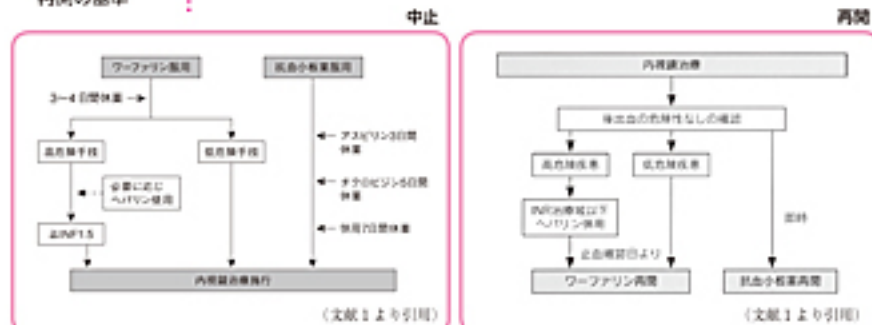 判開の基準
中止
再開
ワーファリン服用
抗血小板薬服用
3〜4日間休薬
高危険手技
低危険手技
アスピリン3日間
休薬
必要に応じ
ヘパリン使用
チクロピジン5日間
休薬
併用7日間休薬
内視鏡治療施行
(文献1より引用)
内視鏡治療
後出血の危険性なしの確認
高危険疾患
低危険疾患
INR治療域以下
ヘパリン併用
即時
止血確認日より
ワーファリン再開
抗血小板薬再開
(文献1より引用)